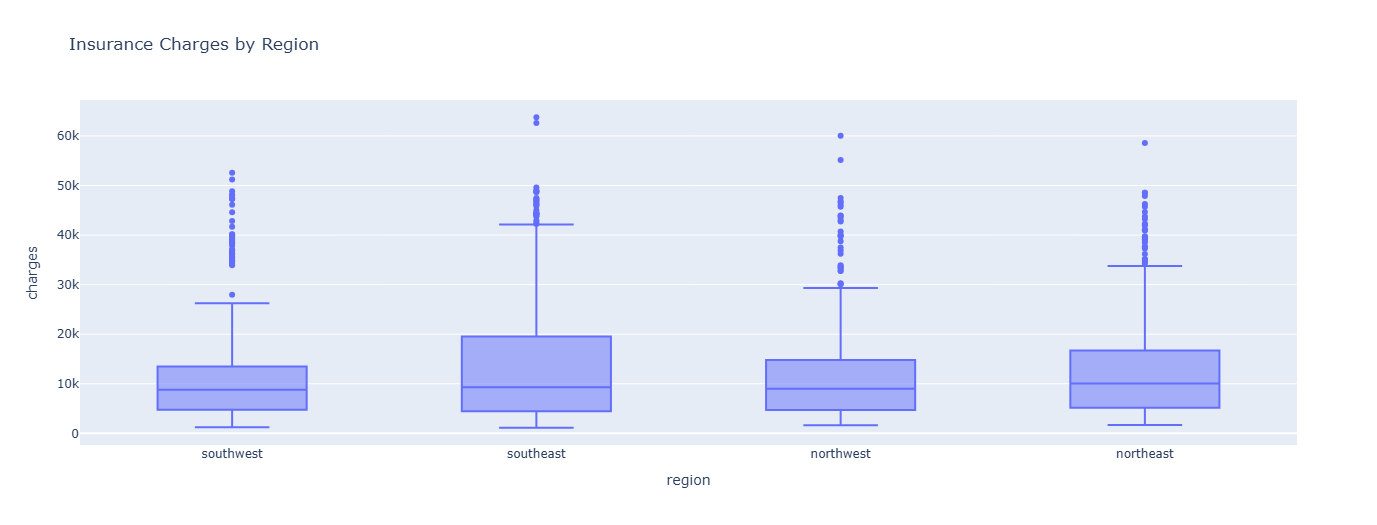 Insurance Charges by Region
60k
50k
40k
30k
20k
10k
0
charges
southwest southeast northwest northeast
region